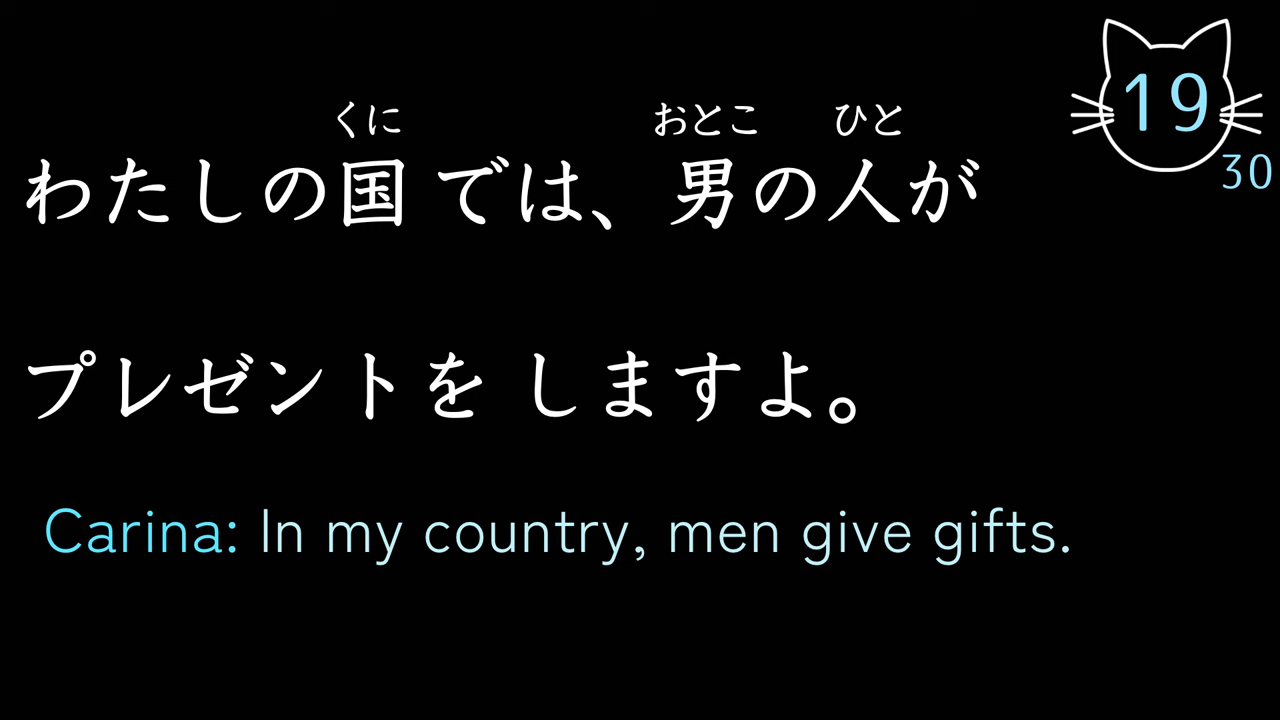 19
30
くに おとこ ひと
わたしの国では、男の人が
プレゼントをしますよ。
Carina: In my country, men give gifts.